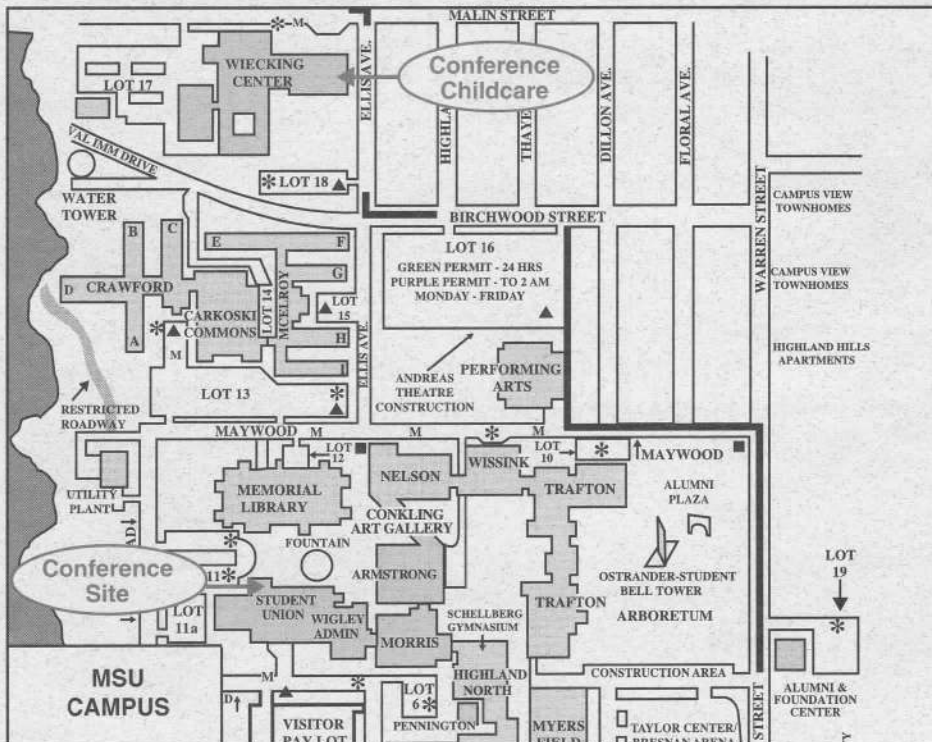 MALIN STREET
* M
WIECKING
CENTER
Conference
Childcare
LOT 17
ELLIS AVE.
DILLON AVE.
FLORAL AVE.
VAL IMM DRIVE
* LOT 18
WATER
TOWER
BIRCHWOOD STREET
WARREN STREET
CAMPUS VIEW
TOWNHOMES
B
C
E
F
LOT 16
GREEN PERMIT - 24 HRS
PURPLE PERMIT - TO 2 AM
MONDAY - FRIDAY
G
D
CRAWFORD
CAMPUS VIEW
TOWNHOMES
LOT 14
MCELROY
LOT
15
CARKOSKI
COMMONS
*
A
H
M
I
ELLIS AVE.
HIGHLAND HILLS
APARTMENTS
PERFORMING
ARTS
ANDREAS
THEATRE
CONSTRUCTION
LOT 13
*
RESTRICTED
ROADWAY
MAYWOOD
M
M
M
*
LOT
12
LOT
10
*
MAYWOOD
WISSINK
NELSON
TRAFTON
ALUMNI
PLAZA
UTILITY
PLANT
MEMORIAL
LIBRARY
CONKLING
ART GALLERY
*
FOUNTAIN
ARMSTRONG
Conference
Site
11 *
STUDENT
UNION
OSTRANDER-STUDENT
BELL TOWER
ARBORETUM
LOT
19
*
LOT
11a
WIGLEY
ADMIN
MORRIS
SCHELLBERG
GYMNASIUM
TRAFTON
MSU
CAMPUS
M
*
HIGHLAND
NORTH
CONSTRUCTION AREA
ALUMNI &
FOUNDATION
CENTER
D
LOT
6 *
PENNINGTON
VISITOR
PAY LOT
MYERS
FIELD
TAYLOR CENTER/
BRESNAN ARENA
STREET